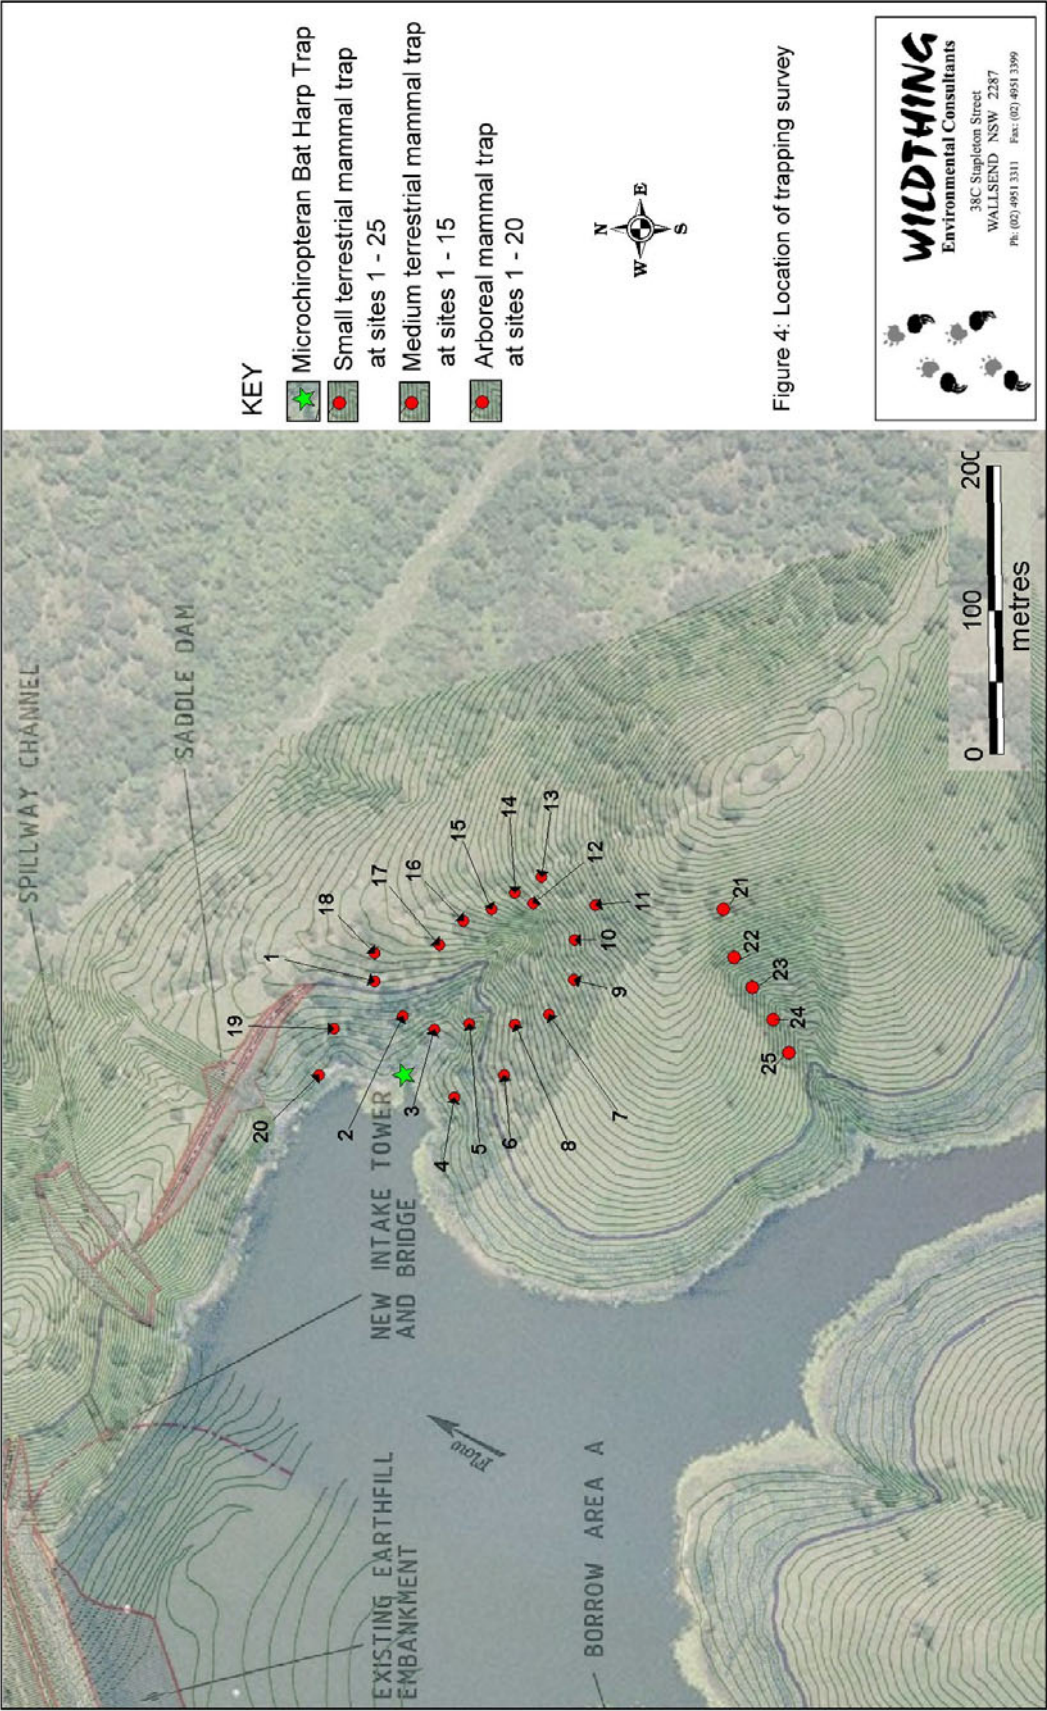 SPILLWAY CHANNEL
SADDLE DAM
NEW INTAKE TOWER
AND BRIDGE
EXISTING EARTHFILL
EMBANKMENT
BORROW AREA A
Flow
1
2
3
4
5
6
7
8
9
10
11
12
13
14
15
16
17
18
19
20
21
22
23
24
25
0 100 200
metres
KEY
Microchiropteran Bat Harp Trap
Small terrestrial mammal trap
at sites 1 - 25
Medium terrestrial mammal trap
at sites 1 - 15
Arboreal mammal trap
at sites 1 - 20
N
W E
S
Figure 4: Location of trapping survey
WILDTHING
Environmental Consultants
38C Stapleton Street
WALLSEND NSW 2287
Ph: (02) 4951 3311 Fax: (02) 4951 3399